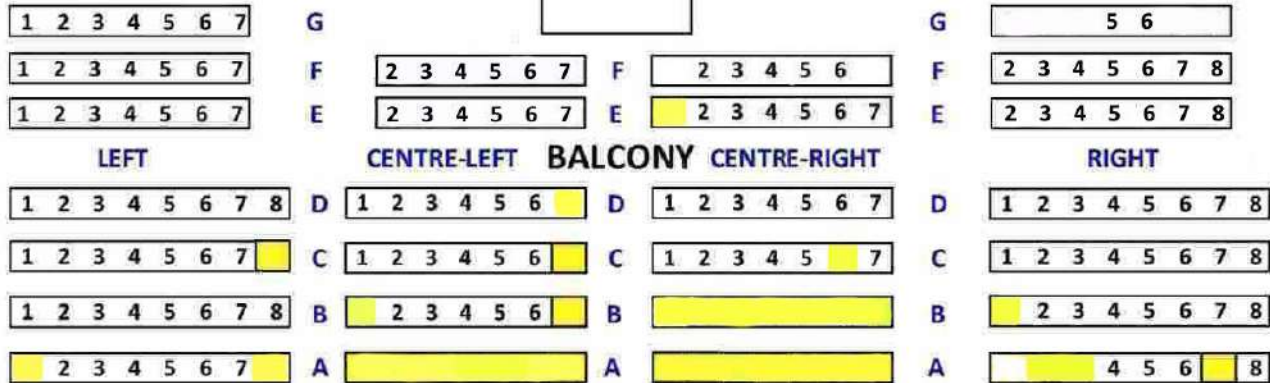 1 2 3 4 5 6 7 G G 5 6
1 2 3 4 5 6 7 F 2 3 4 5 6 7 F 2 3 4 5 6 F 2 3 4 5 6 7 8
1 2 3 4 5 6 7 E 2 3 4 5 6 7 E 2 3 4 5 6 7 E 2 3 4 5 6 7 8
LEFT CENTRE-LEFT BALCONY CENTRE-RIGHT RIGHT
1 2 3 4 5 6 7 8 D 1 2 3 4 5 6 D 1 2 3 4 5 6 7 D 1 2 3 4 5 6 7 8
1 2 3 4 5 6 7 C 1 2 3 4 5 6 C 1 2 3 4 5 7 C 1 2 3 4 5 6 7 8
1 2 3 4 5 6 7 8 B 2 3 4 5 6 B B 2 3 4 5 6 7 8
2 3 4 5 6 7 A A A 4 5 6 8